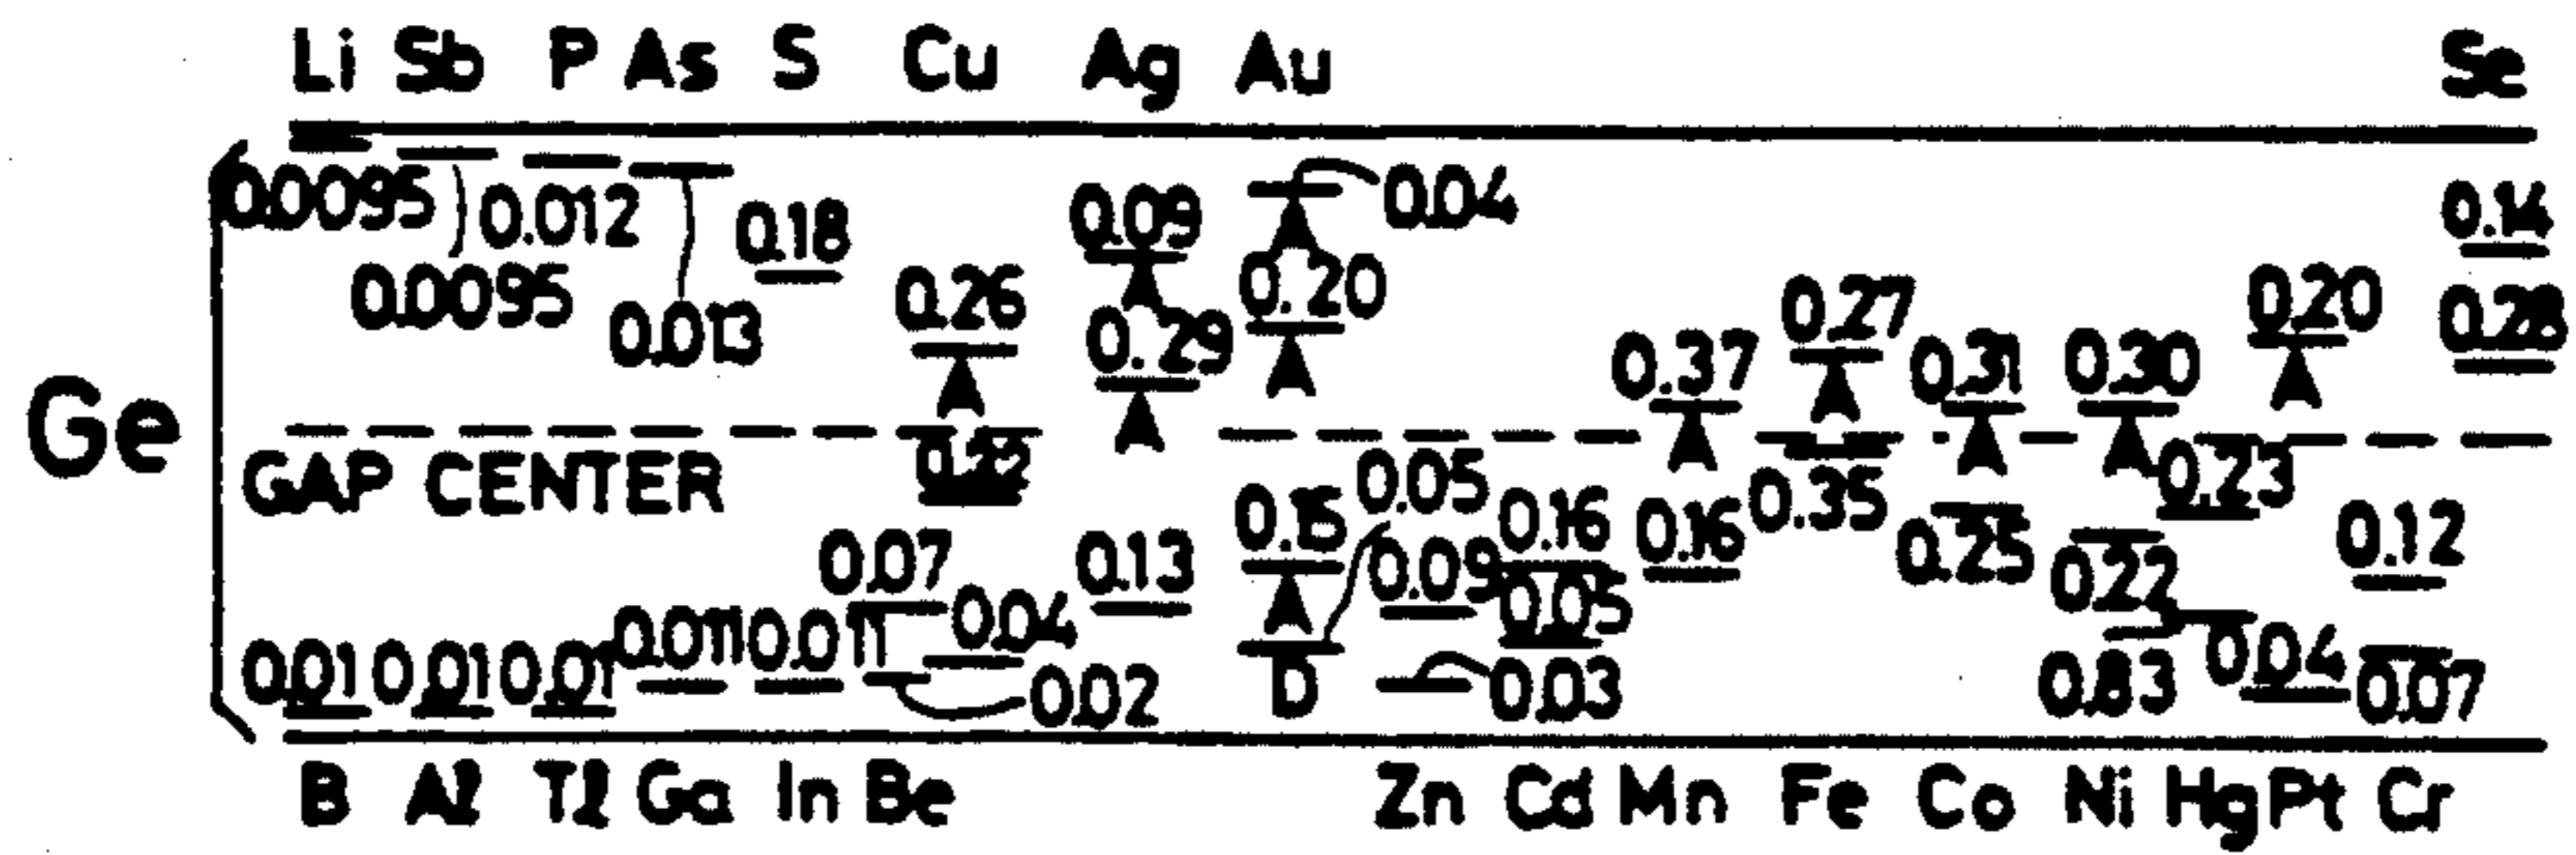 Li Sb P As S Cu Ag Au Se
0.0095 0.012 0.18 0.09 0.04 0.14
0.0095 0.013 0.26 0.29 0.20 0.37 0.27 0.31 0.30 0.20 0.28
A A A A A A A A A A
Ge
GAP CENTER 0.22
0.15 0.05 0.16 0.16 0.35 0.25 0.23 0.12
0.07 0.13 A 0.09 0.05 0.22
0.01 0.01 0.01 0.011 0.011 0.04 0.02 D 0.03 0.83 0.04 0.07
B Al Tl Ga In Be Zn Cd Mn Fe Co Ni Hg Pt Cr